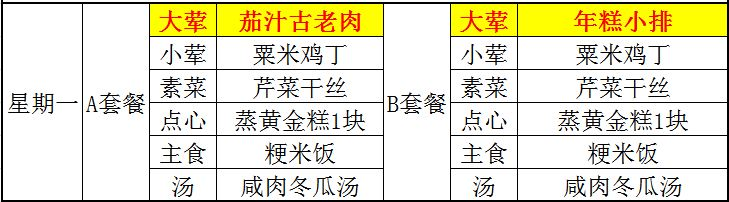 大荤 茄汁古老肉 大荤 年糕小排
小荤 粟米鸡丁 小荤 粟米鸡丁
素菜 芹菜干丝 素菜 芹菜干丝
星期一 A套餐 点心 蒸黄金糕1块 B套餐 点心 蒸黄金糕1块
主食 粳米饭 主食 粳米饭
汤 咸肉冬瓜汤 汤 咸肉冬瓜汤